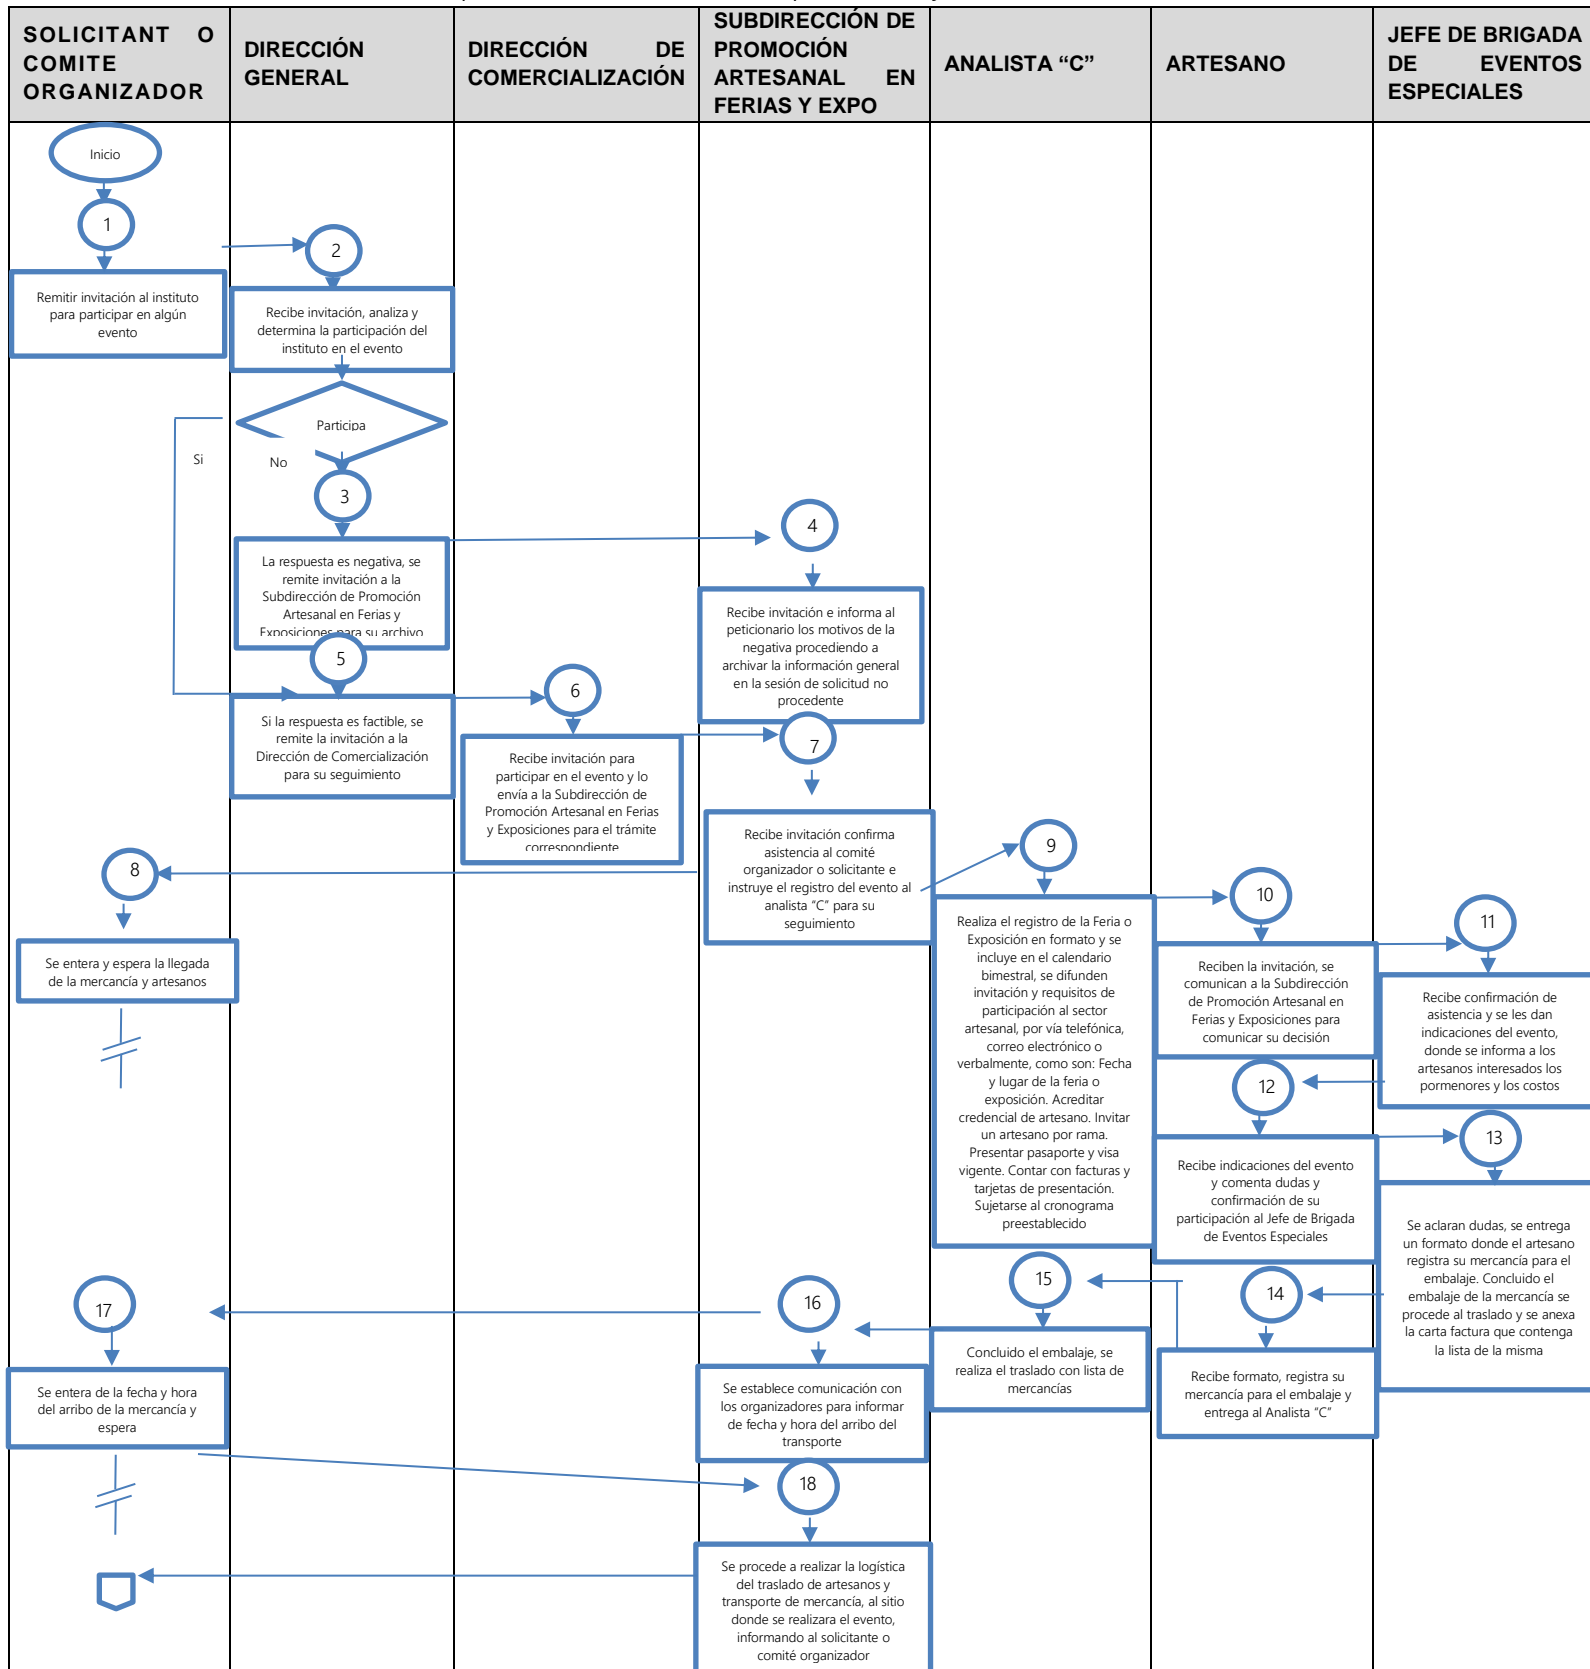 SOLICITANT O
COMITE
ORGANIZADOR
DIRECCIÓN
GENERAL
DIRECCIÓN DE
COMERCIALIZACIÓN
SUBDIRECCIÓN DE
PROMOCIÓN
ARTESANAL EN
FERIAS Y EXPO
ANALISTA “C”
ARTESANO
JEFE DE BRIGADA
DE EVENTOS
ESPECIALES
Inicio
1
Remitir invitación al instituto
para participar en algún
evento
2
Recibe invitación, analiza y
determina la participación del
instituto en el evento
Participa
Si
No
3
La respuesta es negativa, se
remite invitación a la
Subdirección de Promoción
Artesanal en Ferias y
Exposiciones para su archivo
4
Recibe invitación e informa al
peticionario los motivos de la
negativa procediendo a
archivar la información general
en la sesión de solicitud no
procedente
5
Si la respuesta es factible, se
remite la invitación a la
Dirección de Comercialización
para su seguimiento
6
Recibe invitación para
participar en el evento y lo
envía a la Subdirección de
Promoción Artesanal en Ferias
y Exposiciones para el trámite
correspondiente
7
Recibe invitación confirma
asistencia al comité
organizador o solicitante e
instruye el registro del evento al
analista “C” para su
seguimiento
8
Se entera y espera la llegada
de la mercancía y artesanos
9
Realiza el registro de la Feria o
Exposición en formato y se
incluye en el calendario
bimestral, se difunden
invitación y requisitos de
participación al sector
artesanal, por vía telefónica,
correo electrónico o
verbalmente, como son: Fecha
y lugar de la feria o
exposición. Acreditar
credencial de artesano. Invitar
un artesano por rama.
Presentar pasaporte y visa
vigente. Contar con facturas y
tarjetas de presentación.
Sujetarse al cronograma
preestablecido
10
Reciben la invitación, se
comunican a la Subdirección
de Promoción Artesanal en
Ferias y Exposiciones para
comunicar su decisión
11
Recibe confirmación de
asistencia y se les dan
indicaciones del evento,
donde se informa a los
artesanos interesados los
pormenores y los costos
12
Recibe indicaciones del evento
y comenta dudas y
confirmación de su
participación al Jefe de Brigada
de Eventos Especiales
13
Se aclaran dudas, se entrega
un formato donde el artesano
registra su mercancía para el
embalaje. Concluido el
embalaje de la mercancía se
procede al traslado y se anexa
la carta factura que contenga
la lista de la misma
14
Recibe formato, registra su
mercancía para el embalaje y
entrega al Analista “C”
15
Concluido el embalaje, se
realiza el traslado con lista de
mercancías
16
Se establece comunicación con
los organizadores para informar
de fecha y hora del arribo del
transporte
17
Se entera de la fecha y hora
del arribo de la mercancía y
espera
18
Se procede a realizar la logística
del traslado de artesanos y
transporte de mercancía, al sitio
donde se realizara el evento,
informando al solicitante o
comité organizador